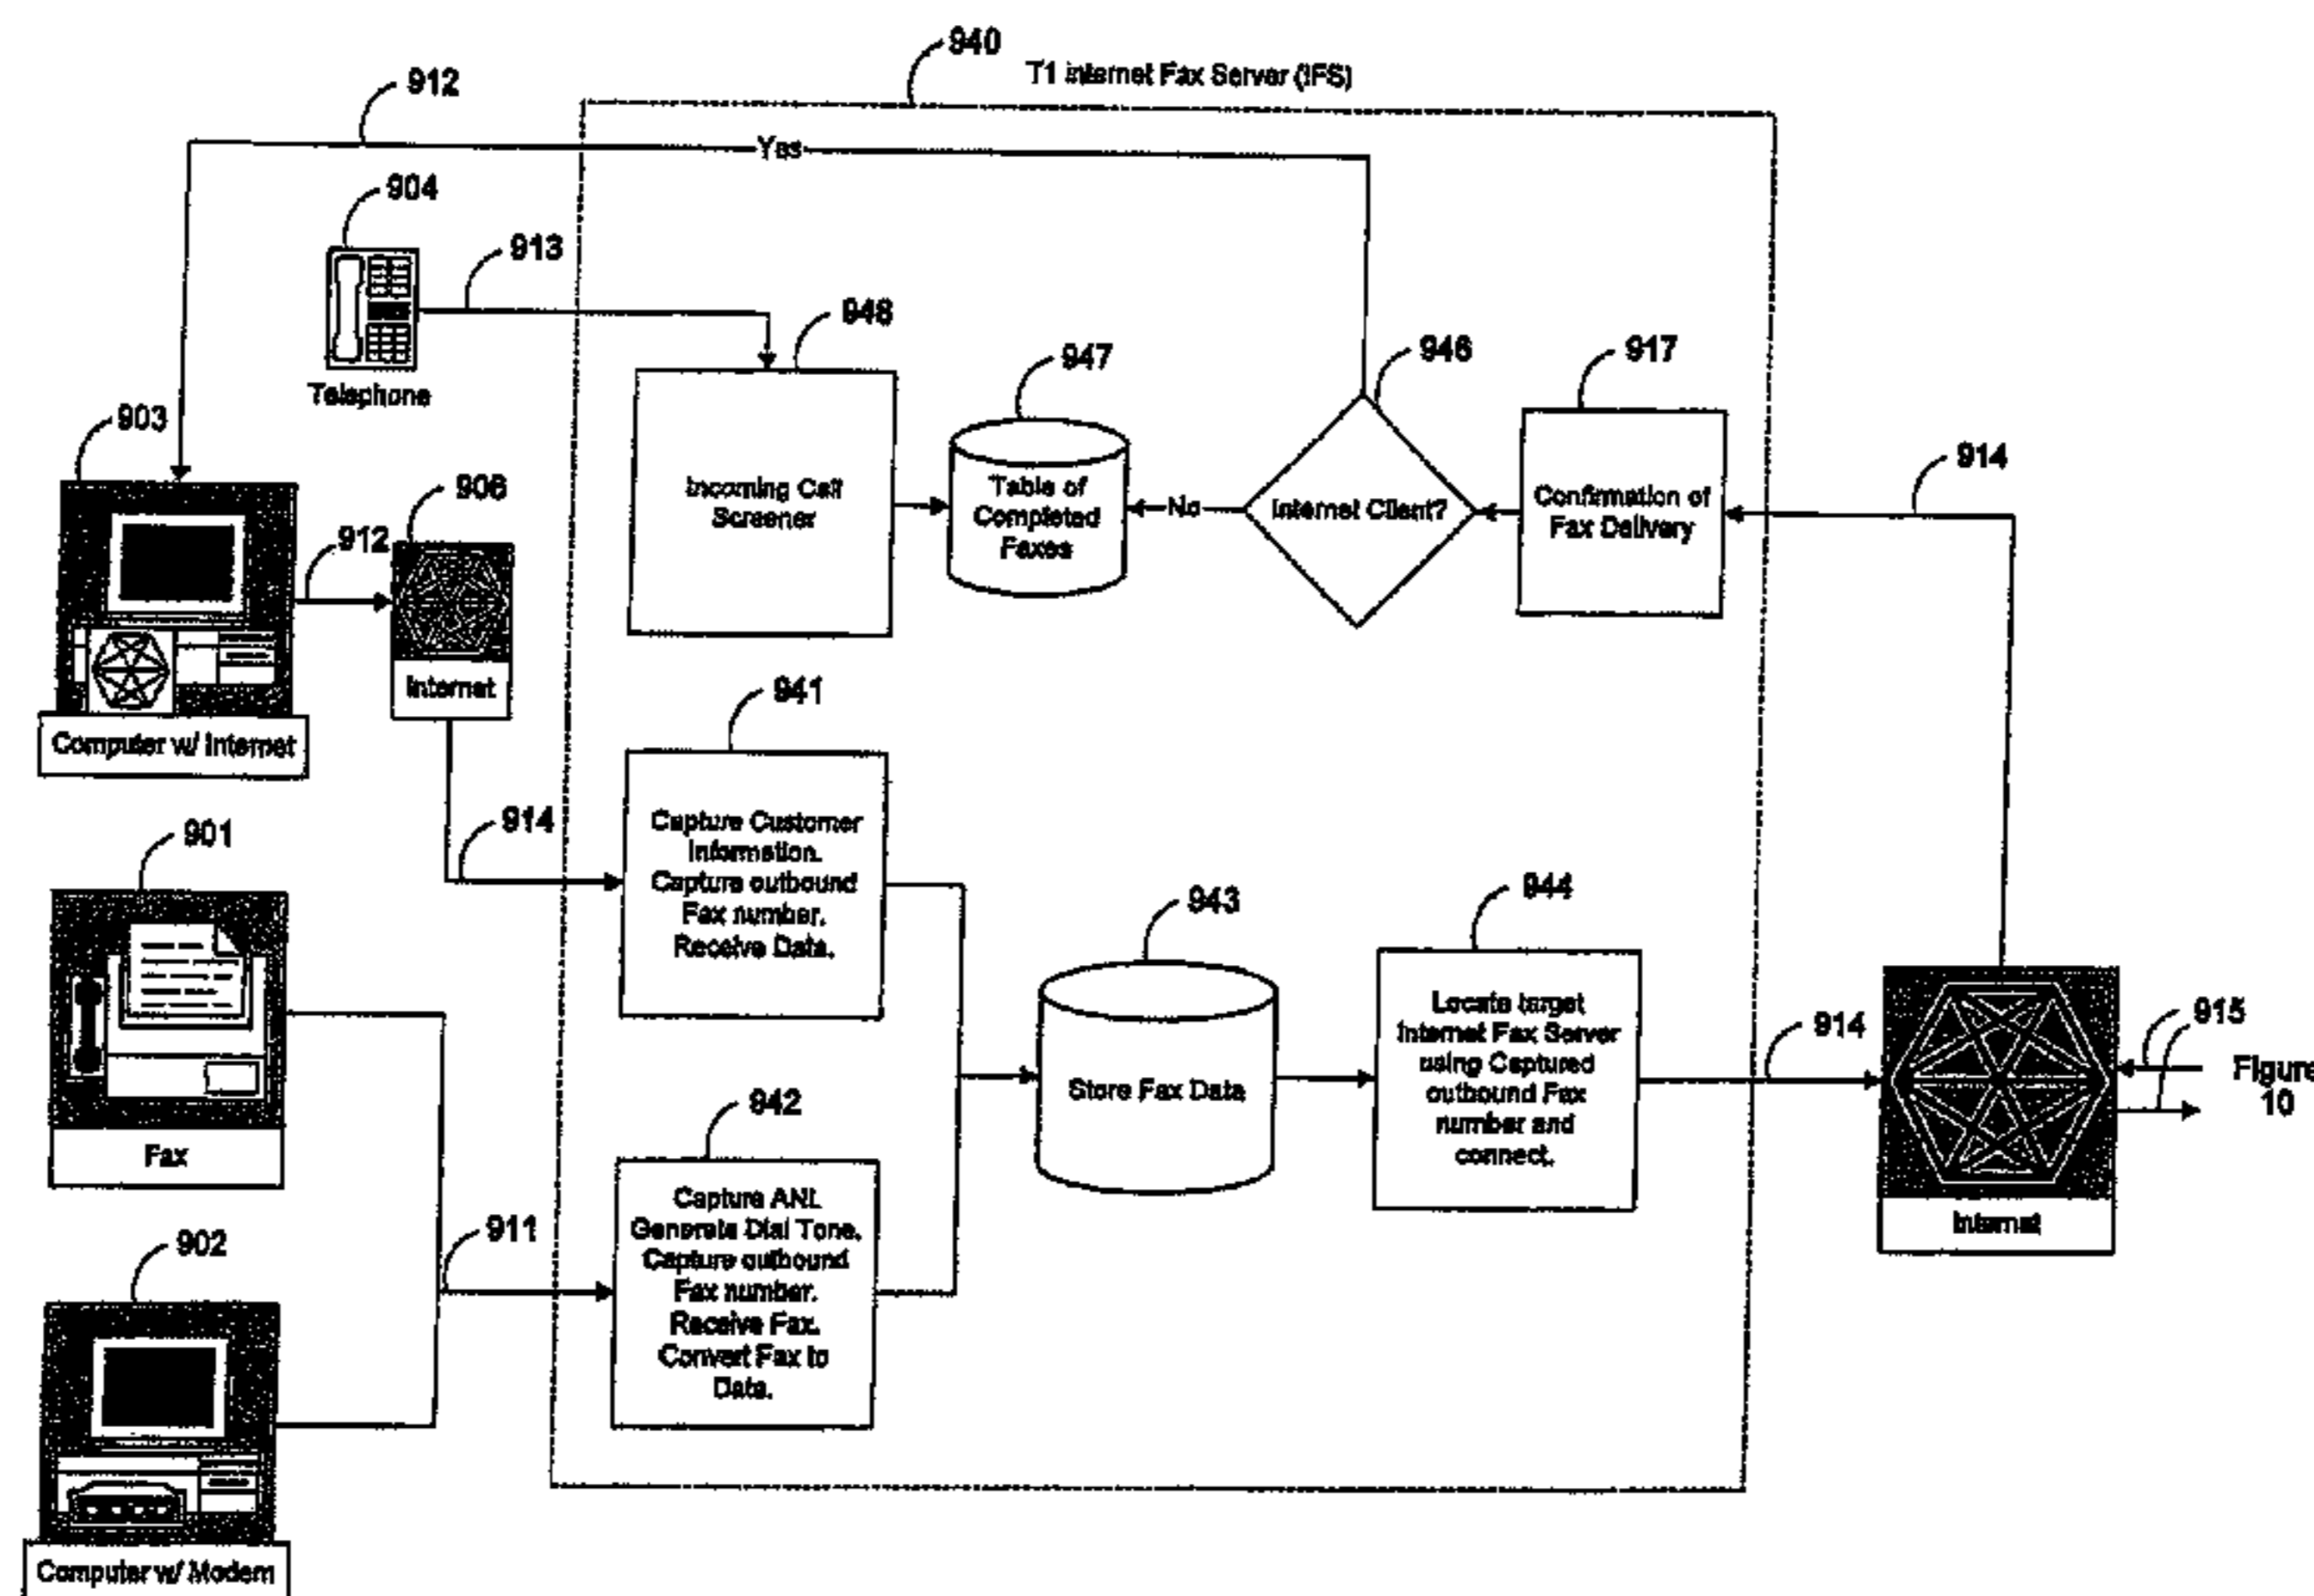 940
T1 Internet Fax Server (IFS)
912
Yes
904
913
948
Telephone
903
947
946
917
914
906
912
Incoming Call
Screener
Table of
Completed
Faxes
No
Internet Client?
Confirmation of
Fax Delivery
Internet
Computer w/ Internet
941
914
Capture Customer
Information.
Capture outbound
Fax number.
Receive Data.
901
943
944
Locate target
Internet Fax Server
using Captured
outbound Fax
number and
connect.
914
915
Figure
10
Store Fax Data
Fax
942
Capture ANI.
Generate Dial Tone.
Capture outbound
Fax number.
Receive Fax.
Convert Fax to
Data.
911
Internet
902
Computer w/ Modem